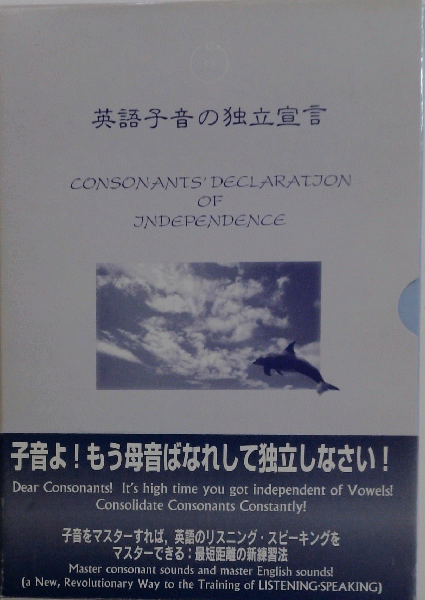 英語子音の独立宣言
CONSONANTS' DECLARATION
OF
INDEPENDENCE
子音よ！もう母音ばなれして独立しなさい！
Dear Consonants! It's high time you got independent of Vowels!
Consolidate Consonants Constantly!
子音をマスターすれば，英語のリスニング・スピーキングを
マスターできる：最短距離の新練習法
Master consonant sounds and master English sounds!
(a New, Revolutionary Way to the Training of LISTENING-SPEAKING)